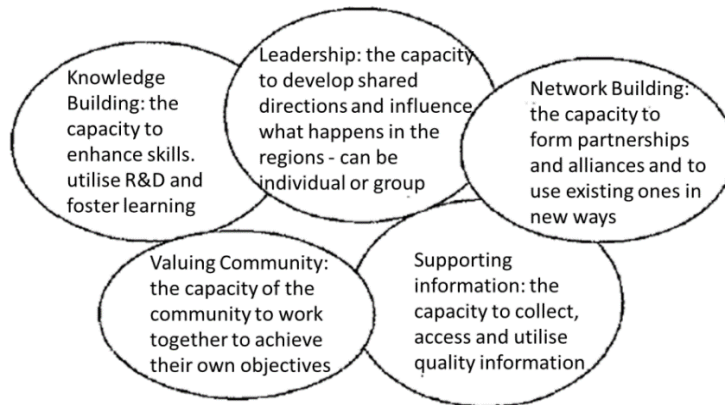 Knowledge
Building: the
capacity to
enhance skills.
utilise R&D and
foster learning
Leadership: the capacity
to develop shared
directions and influence
what happens in the
regions - can be
individual or group
Network Building:
the capacity to
form partnerships
and alliances and to
use existing ones in
new ways
Valuing Community:
the capacity of the
community to work
together to achieve
their own objectives
Supporting
information: the
capacity to collect,
access and utilise
quality information